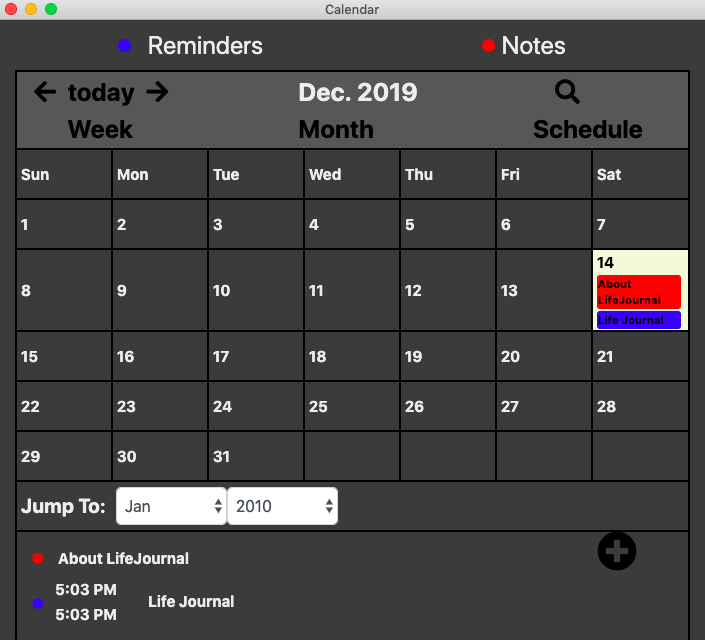 Calendar
Reminders Notes
today Dec. 2019
Week Month Schedule
Sun Mon Tue Wed Thu Fri Sat
1 2 3 4 5 6 7
8 9 10 11 12 13 14
About
LifeJournal
Life Journal
15 16 17 18 19 20 21
22 23 24 25 26 27 28
29 30 31
Jump To: Jan 2010
About LifeJournal
5:03 PM
5:03 PM
Life Journal